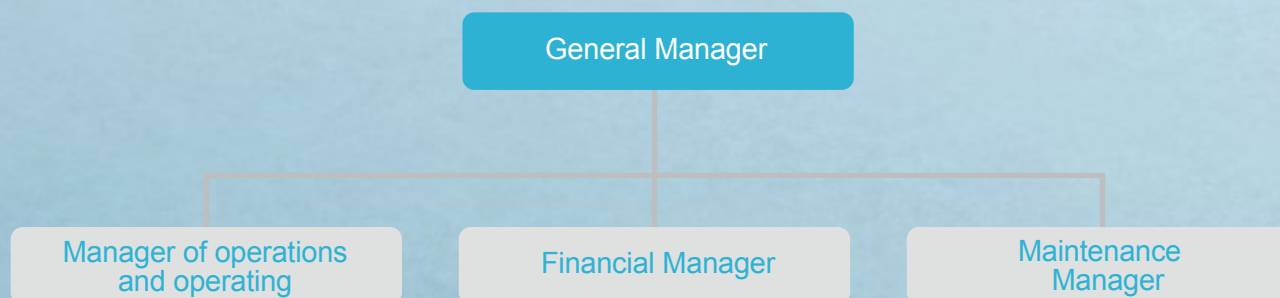 General Manager
Manager of operations
and operating
Financial Manager
Maintenance
Manager